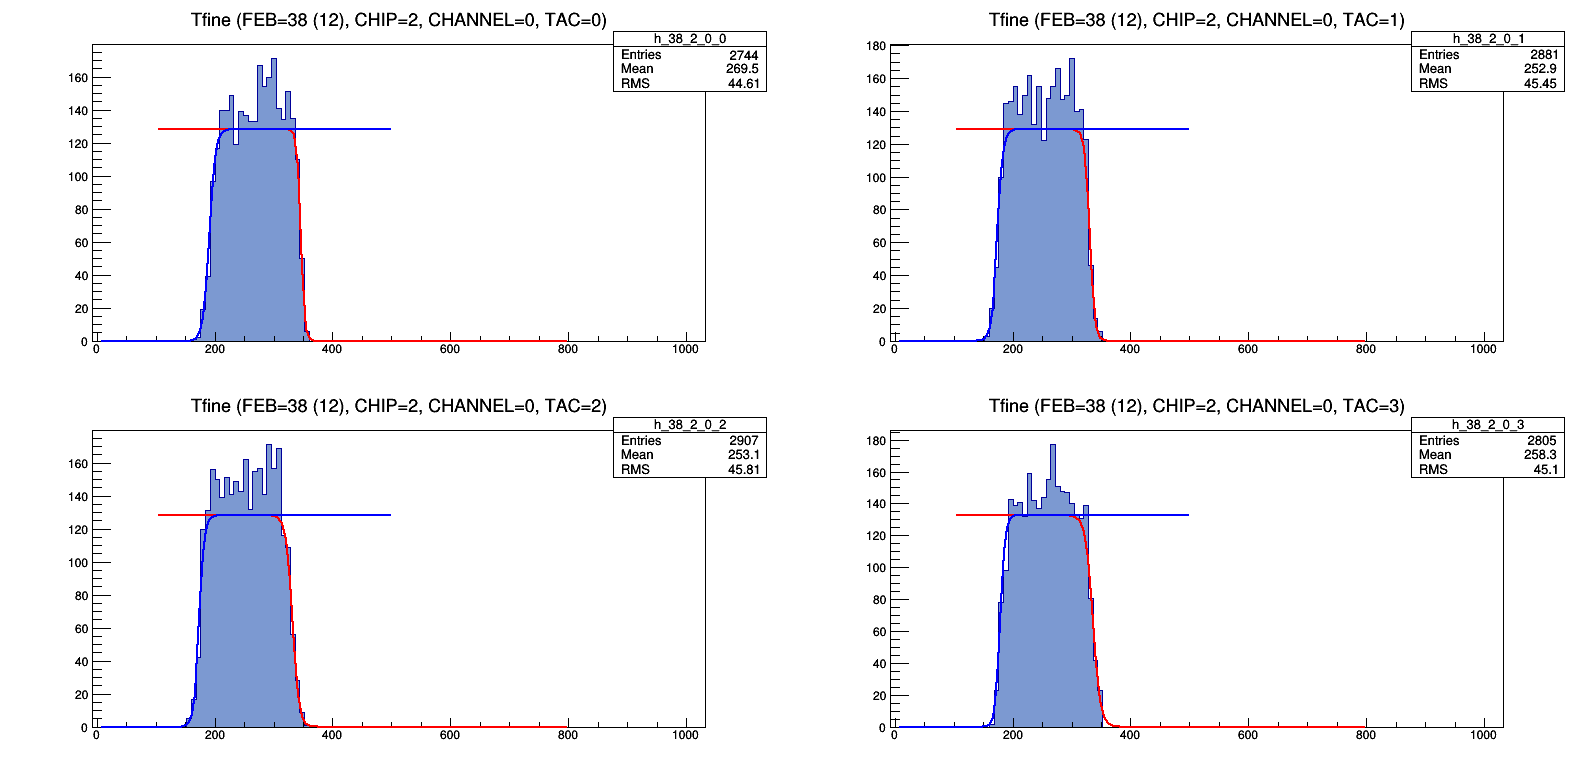 Tfine (FEB=38 (12), CHIP=2, CHANNEL=0, TAC=0)
h_38_2_0_0
Entries 2744
Mean 269.5
RMS 44.61
160
140
120
100
80
60
40
20
0
0 200 400 600 800 1000
Tfine (FEB=38 (12), CHIP=2, CHANNEL=0, TAC=1)
h_38_2_0_1
Entries 2881
Mean 252.9
RMS 45.45
180
160
140
120
100
80
60
40
20
0
0 200 400 600 800 1000
Tfine (FEB=38 (12), CHIP=2, CHANNEL=0, TAC=2)
h_38_2_0_2
Entries 2907
Mean 253.1
RMS 45.81
160
140
120
100
80
60
40
20
0
0 200 400 600 800 1000
Tfine (FEB=38 (12), CHIP=2, CHANNEL=0, TAC=3)
h_38_2_0_3
Entries 2805
Mean 258.3
RMS 45.1
180
160
140
120
100
80
60
40
20
0
0 200 400 600 800 1000